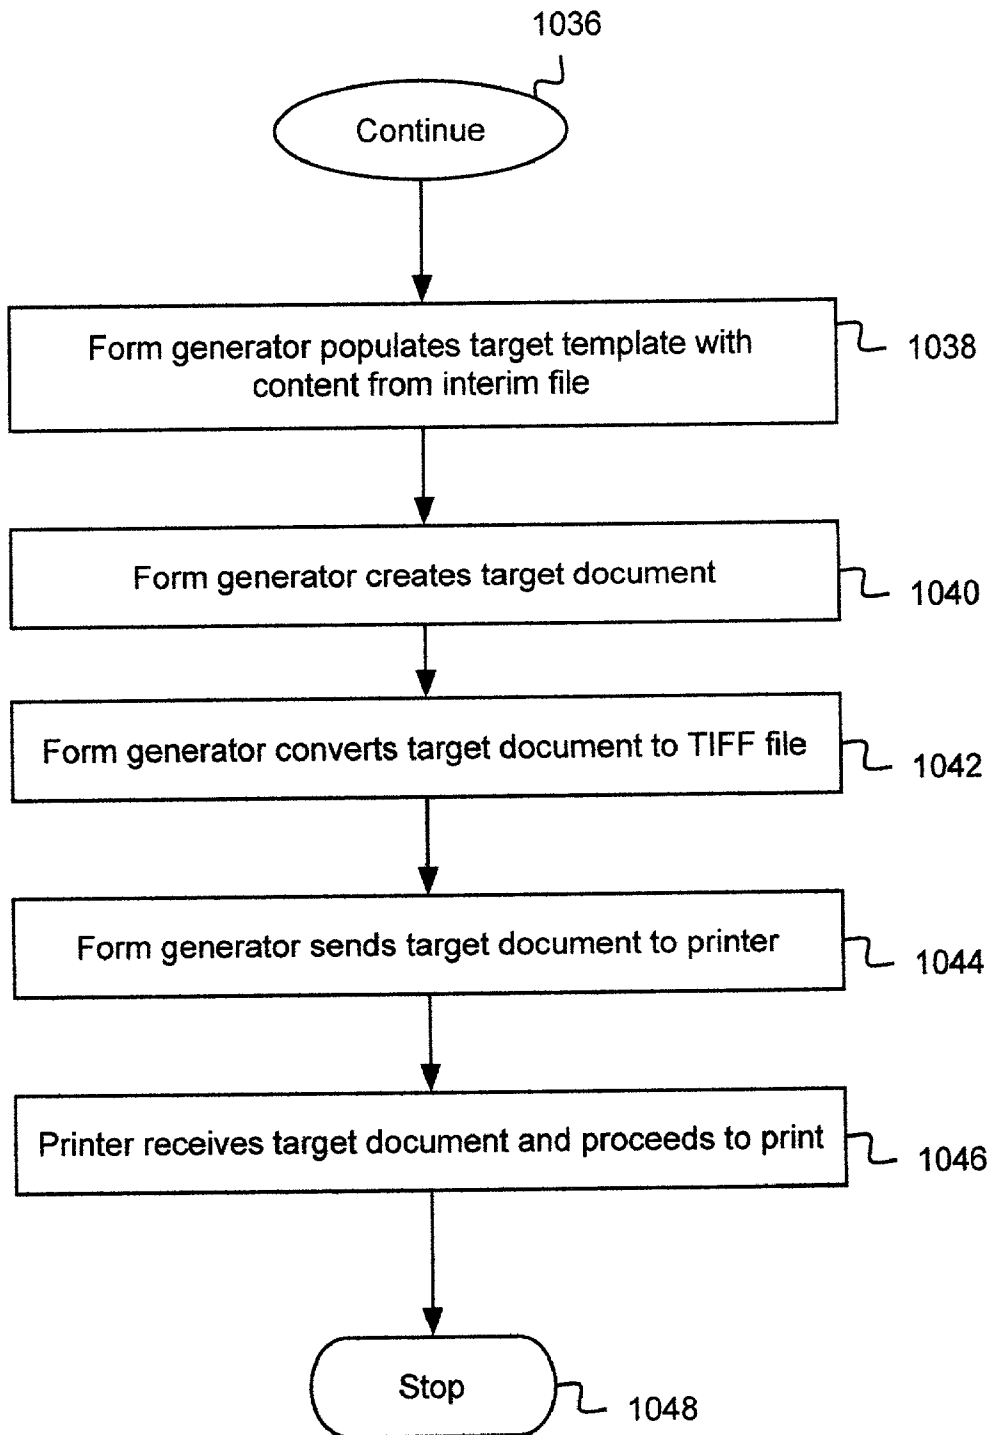 1036
Continue
Form generator populates target template with
content from interim file
1038
Form generator creates target document
1040
Form generator converts target document to TIFF file
1042
Form generator sends target document to printer
1044
Printer receives target document and proceeds to print
1046
Stop
1048